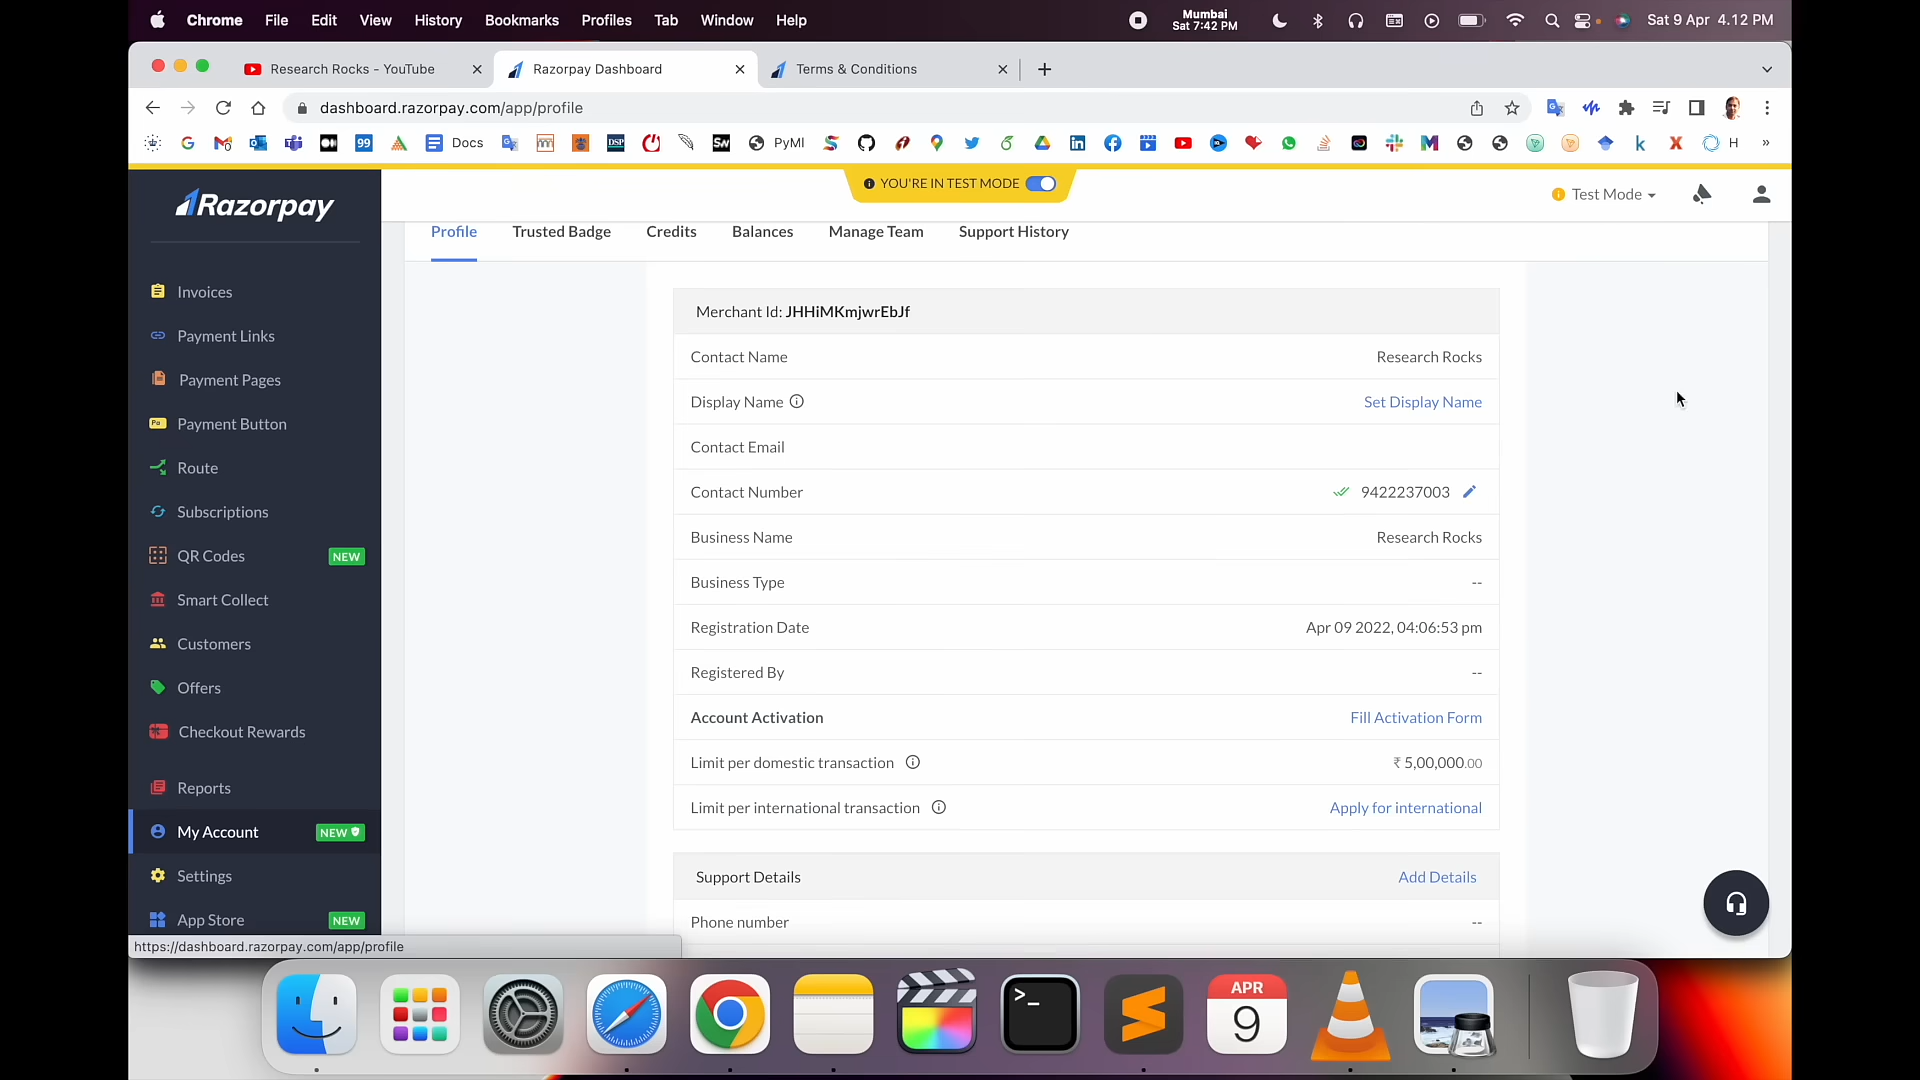 Chrome File Edit View History Bookmarks Profiles Tab Window Help
Mumbai
Sat 7:42 PM
Sat 9 Apr 4.12 PM
Research Rocks - YouTube
Razorpay Dashboard
Terms & Conditions
dashboard.razorpay.com/app/profile
G 99 Docs DSP Sw PyMI k X H »
YOU'RE IN TEST MODE
Test Mode
Razorpay
Profile Trusted Badge Credits Balances Manage Team Support History
Invoices
Payment Links
Payment Pages
Payment Button
Route
Subscriptions
QR Codes NEW
Smart Collect
Customers
Offers
Checkout Rewards
Reports
My Account NEW
Settings
App Store NEW
Merchant Id: JHHiMKmjwrEbJf
Contact Name Research Rocks
Display Name Set Display Name
Contact Email
Contact Number 9422237003
Business Name Research Rocks
Business Type --
Registration Date Apr 09 2022, 04:06:53 pm
Registered By --
Account Activation Fill Activation Form
Limit per domestic transaction ₹ 5,00,000.00
Limit per international transaction Apply for international
Support Details Add Details
Phone number --
https://dashboard.razorpay.com/app/profile
APR
9